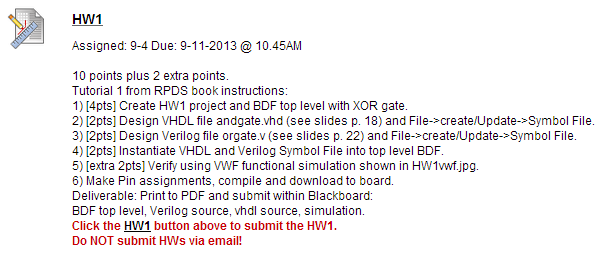 HW1
Assigned: 9-4 Due: 9-11-2013 @ 10.45AM
10 points plus 2 extra points.
Tutorial 1 from RPDS book instructions:
1) [4pts] Create HW1 project and BDF top level with XOR gate.
2) [2pts] Design VHDL file andgate.vhd (see slides p. 18) and File->create/Update->Symbol File.
3) [2pts] Design Verilog file orgate.v (see slides p. 22) and File->create/Update->Symbol File.
4) [2pts] Instantiate VHDL and Verilog Symbol File into top level BDF.
5) [extra 2pts] Verify using VWF functional simulation shown in HW1vwf.jpg.
6) Make Pin assignments, compile and download to board.
Deliverable: Print to PDF and submit within Blackboard:
BDF top level, Verilog source, vhdl source, simulation.
Click the HW1 button above to submit the HW1.
Do NOT submit HWs via email!